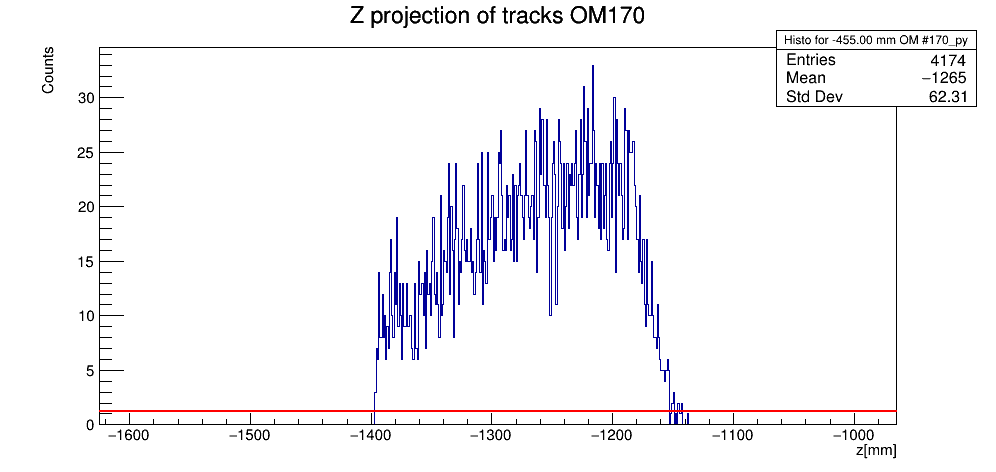 Z projection of tracks OM170
Histo for -455.00 mm OM #170_py
Entries 4174
Mean −1265
Std Dev 62.31
Counts
30
25
20
15
10
5
0
−1600 −1500 −1400 −1300 −1200 −1100 −1000
z[mm]